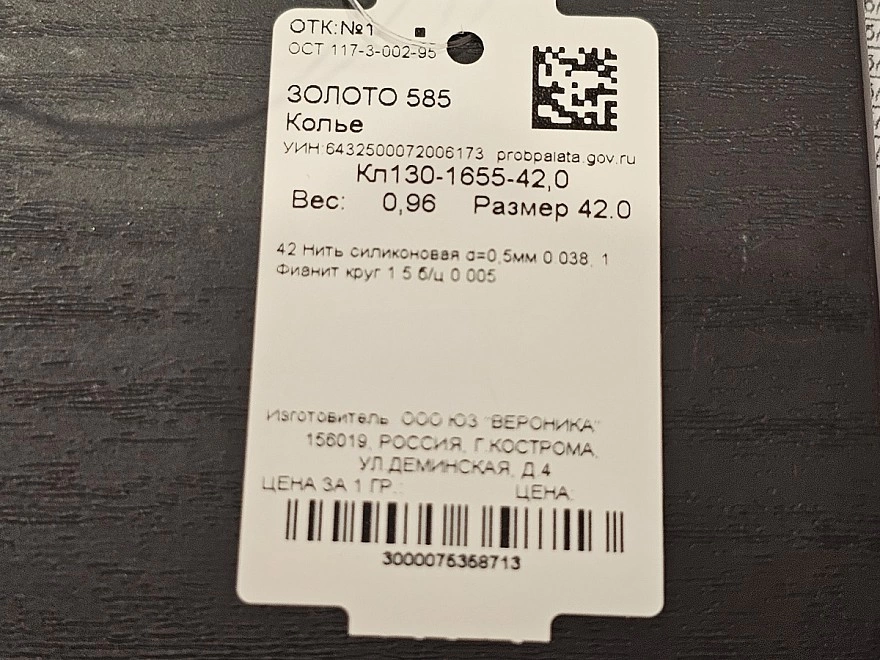 ОТК:№1
ОСТ 117-3-002-95
ЗОЛОТО 585
Колье
УИН:6432500072006173 probpalata.gov.ru
Кл130-1655-42,0
Вес: 0,96 Размер 42.0
42 Нить силиконовая d=0,5мм 0.038, 1
Фианит круг 1.5 б/ц 0.005
Изготовитель ООО ЮЗ "ВЕРОНИКА"
156019, РОССИЯ, Г.КОСТРОМА,
УЛ.ДЕМИНСКАЯ, Д.4
ЦЕНА ЗА 1 ГР.: ЦЕНА:
3000075358713